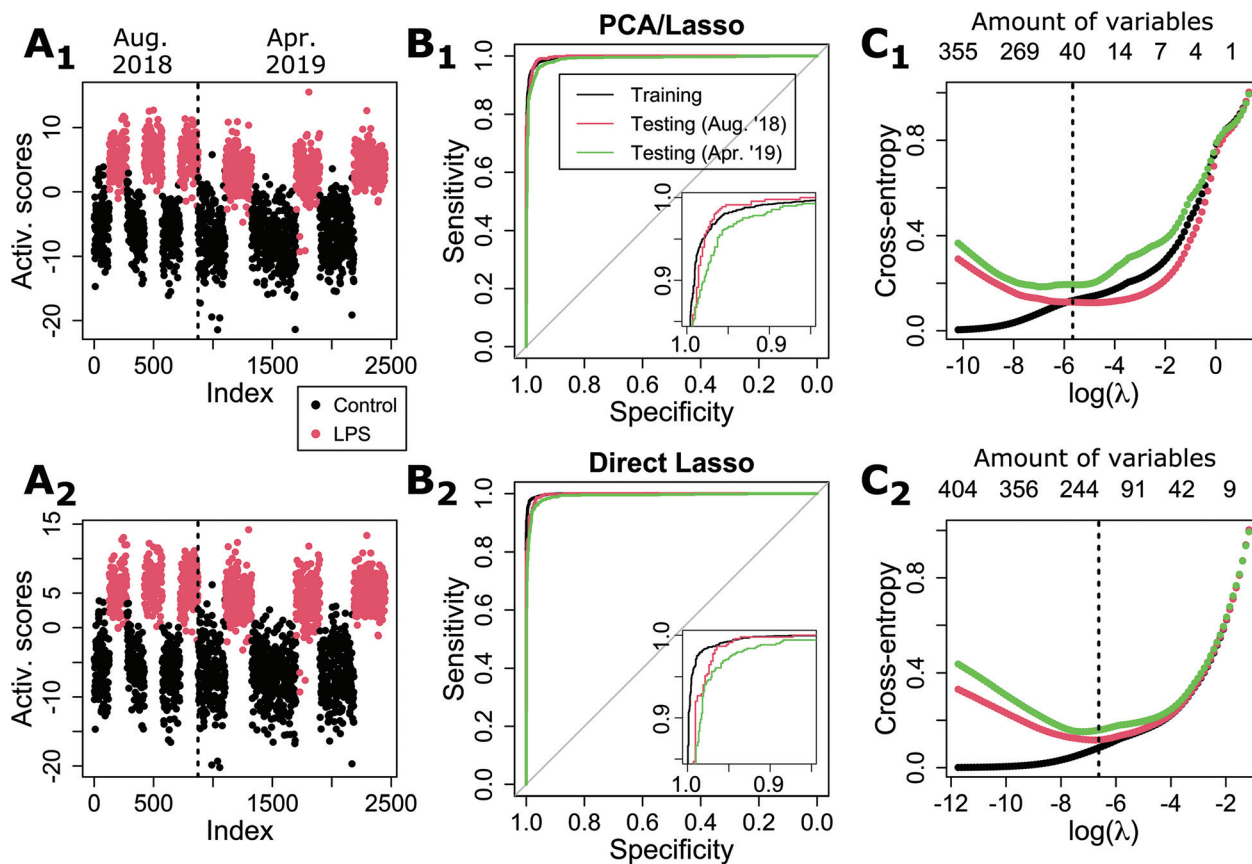 A1
Aug.
2018
Apr.
2019
Activ. scores
10
0
-10
-20
0 500 1500 2500
Index
Control
LPS
B1
PCA/Lasso
Sensitivity
1.0
0.8
0.6
0.4
0.2
0.0
Training
Testing (Aug. '18)
Testing (Apr. '19)
1.0
0.9
1.0 0.9
1.0 0.8 0.6 0.4 0.2 0.0
Specificity
C1
Amount of variables
355 269 40 14 7 4 1
Cross-entropy
0.8
0.4
0.0
-10 -8 -6 -4 -2 0
log(λ)
A2
Activ. scores
15
5
0
-10
-20
0 500 1500 2500
Index
B2
Direct Lasso
Sensitivity
1.0
0.8
0.6
0.4
0.2
0.0
1.0
0.9
1.0 0.9
1.0 0.8 0.6 0.4 0.2 0.0
Specificity
C2
Amount of variables
404 356 244 91 42 9
Cross-entropy
0.8
0.4
0.0
-12 -10 -8 -6 -4 -2
log(λ)